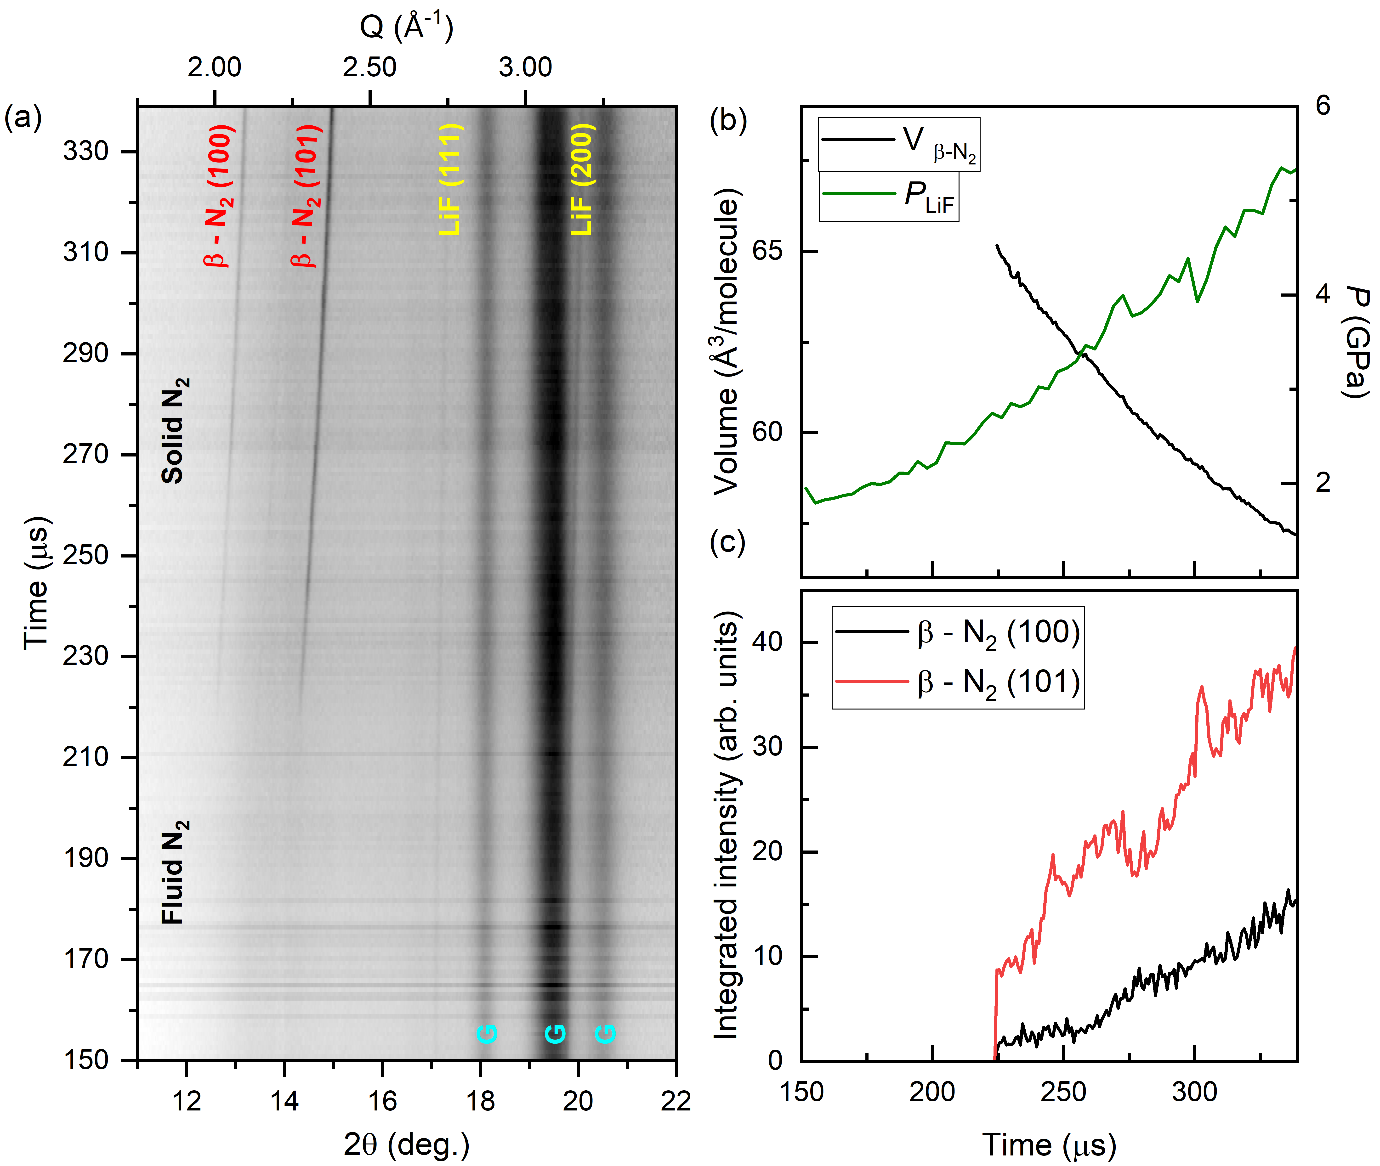 Q (Å-1)
2.00 2.50 3.00
(a)
330
310
290
270
250
230
210
190
170
150
Time (μs)
β - N2 (100)
β - N2 (101)
LiF (111)
LiF (200)
Solid N2
Fluid N2
G G G
12 14 16 18 20 22
2θ (deg.)
(b)
V β-N2
PLiF
65
60
Volume (Å3/molecule)
6
4
2
P (GPa)
(c)
β - N2 (100)
β - N2 (101)
40
30
20
10
0
Integrated intensity (arb. units)
150 200 250 300
Time (μs)